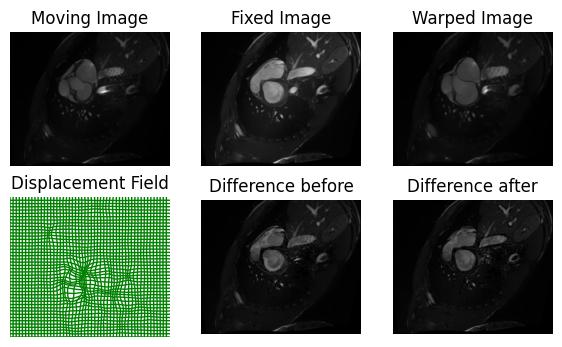 Moving Image
Fixed Image
Warped Image
Displacement Field
Difference before
Difference after